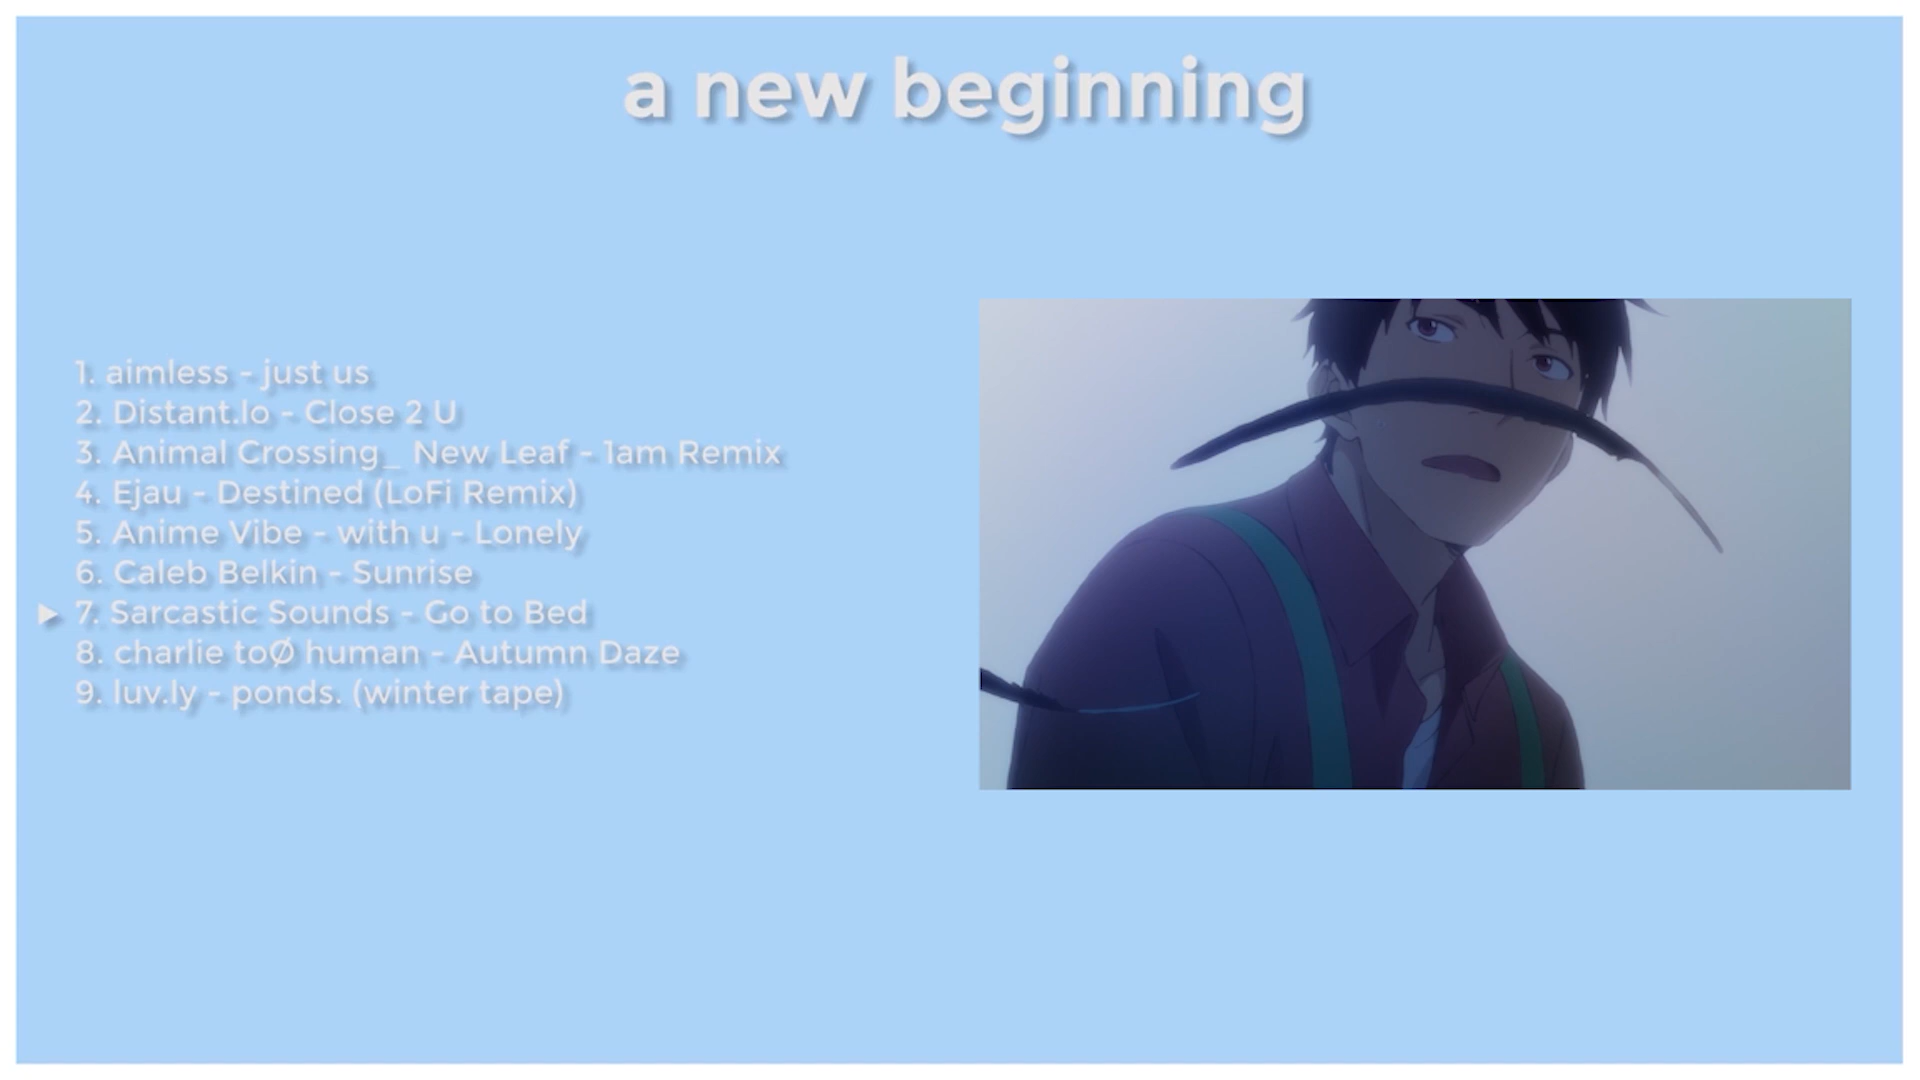 a new beginning
1. aimless - just us
2. Distant.lo - Close 2 U
3. Animal Crossing_ New Leaf - 1am Remix
4. Ejau - Destined (LoFi Remix)
5. Anime Vibe - with u - Lonely
6. Caleb Belkin - Sunrise
7. Sarcastic Sounds - Go to Bed
8. charlie toØ human - Autumn Daze
9. luv.ly - ponds. (winter tape)